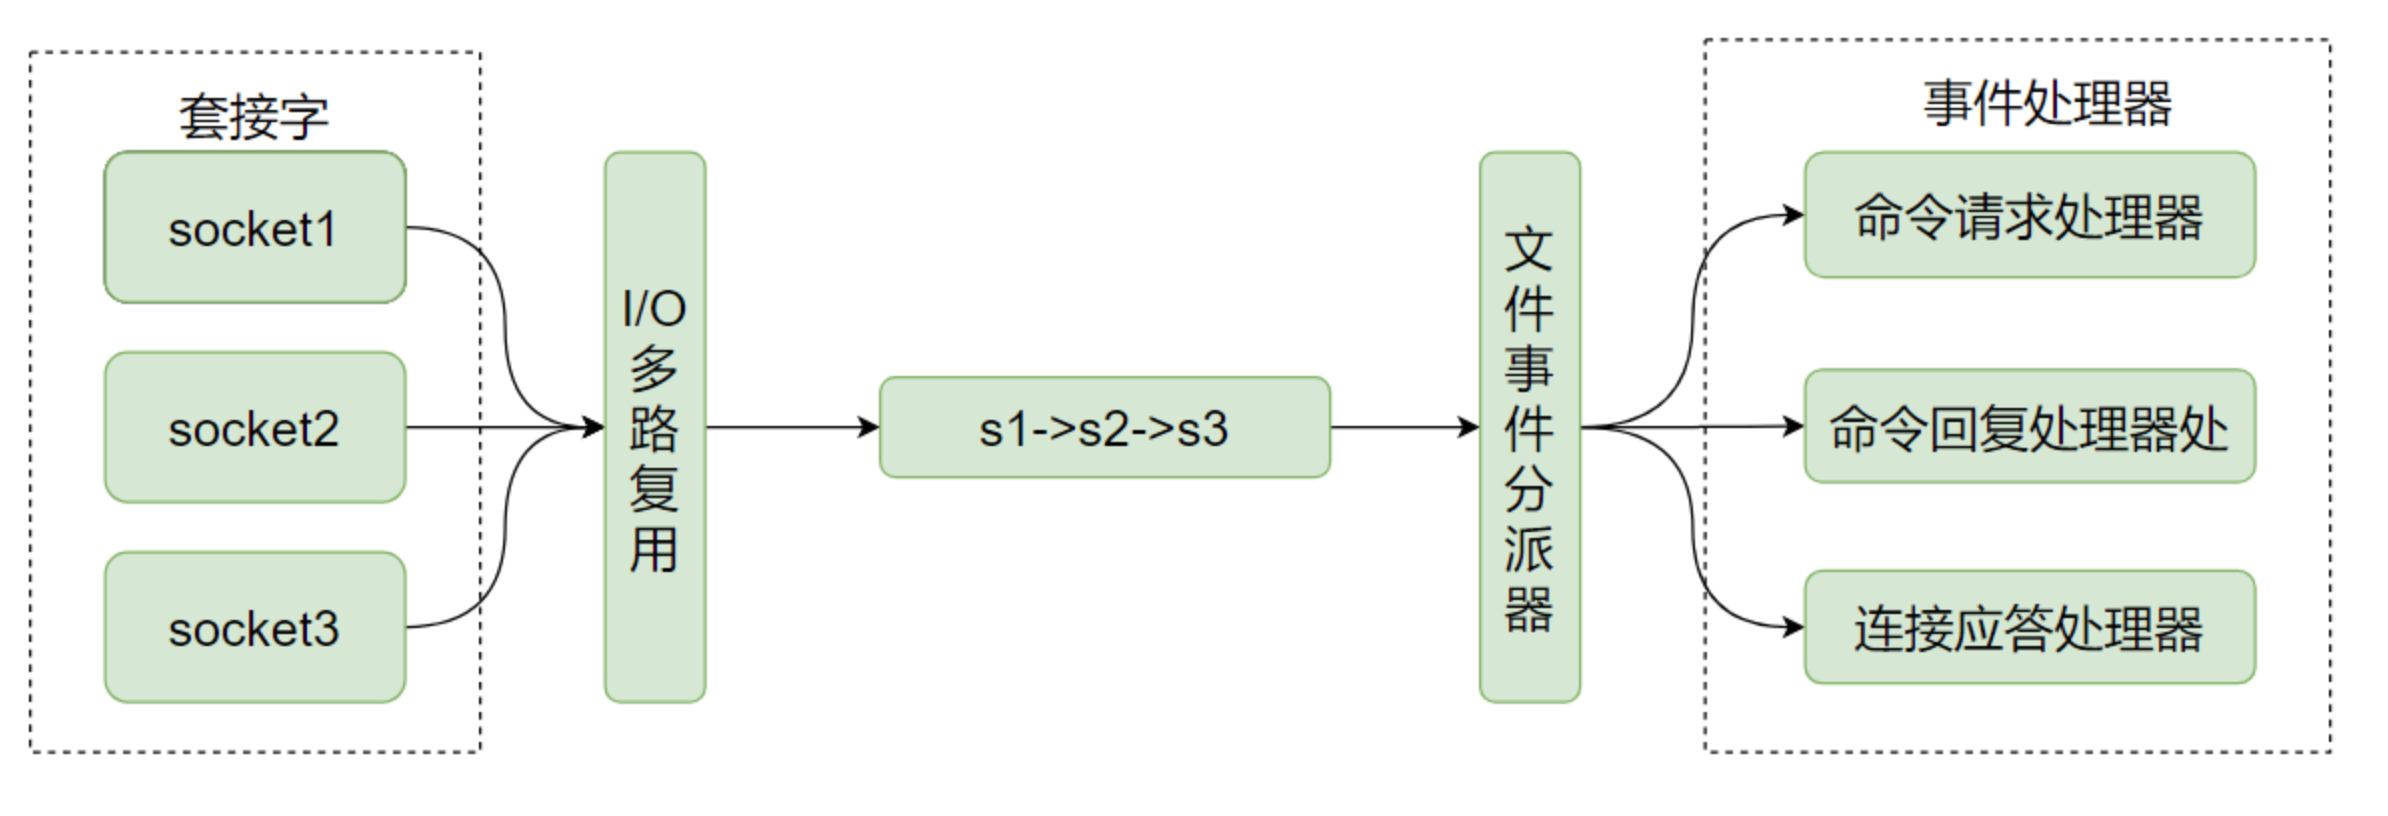 套接字
socket1
socket2
socket3
I/O
多
路
复
用
s1->s2->s3
文
件
事
件
分
派
器
事件处理器
命令请求处理器
命令回复处理器处
连接应答处理器